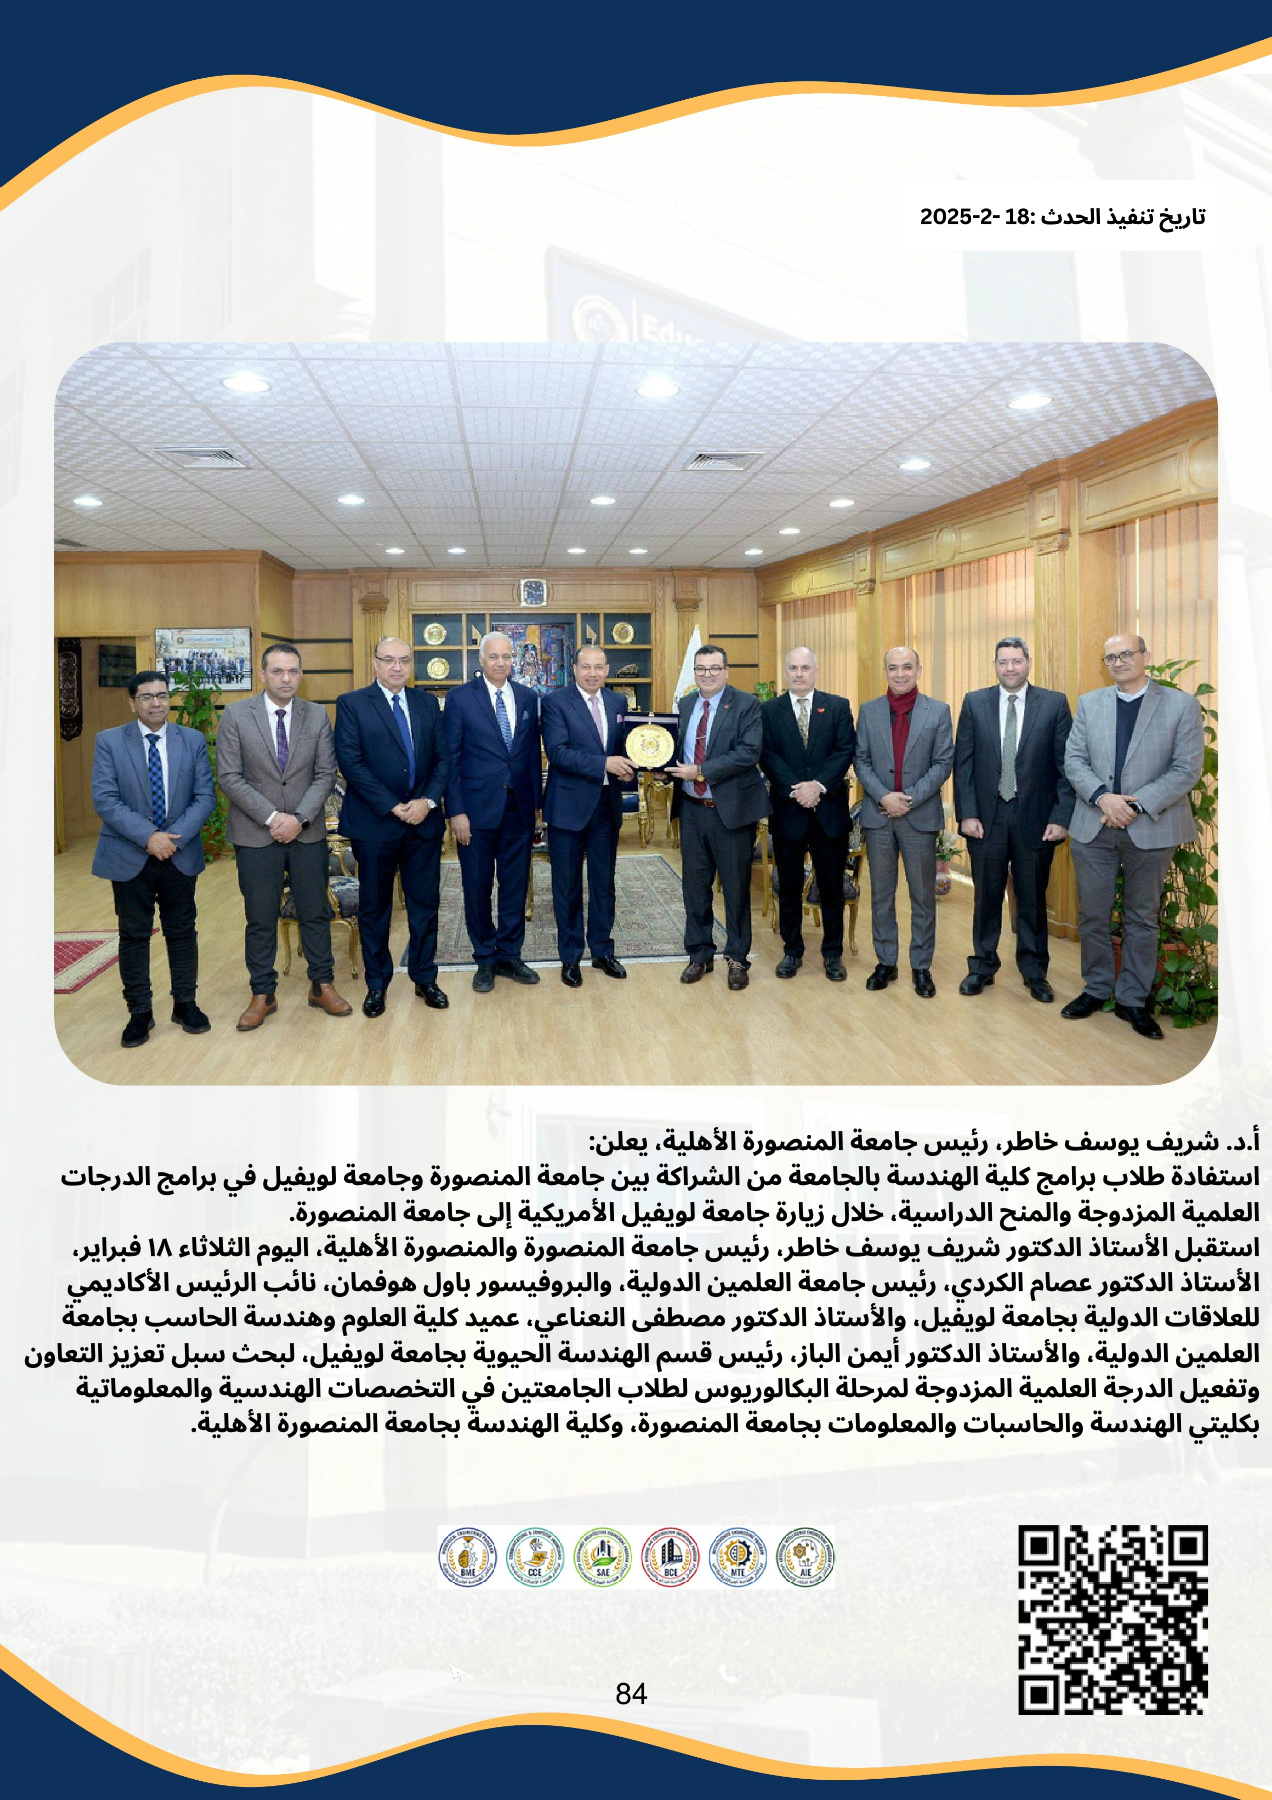 تاريخ تنفيذ الحدث :18 -2-2025
Edu
أ.د. شريف يوسف خاطر، رئيس جامعة المنصورة الأهلية، يعلن:
استفادة طلاب برامج كلية الهندسة بالجامعة من الشراكة بين جامعة المنصورة وجامعة لويفيل في برامج الدرجات
العلمية المزدوجة والمنح الدراسية، خلال زيارة جامعة لويفيل الأمريكية إلى جامعة المنصورة.
استقبل الأستاذ الدكتور شريف يوسف خاطر، رئيس جامعة المنصورة والمنصورة الأهلية، اليوم الثلاثاء ١٨ فبراير،
الأستاذ الدكتور عصام الكردي، رئيس جامعة العلمين الدولية، والبروفيسور باول هوفمان، نائب الرئيس الأكاديمي
للعلاقات الدولية بجامعة لويفيل، والأستاذ الدكتور مصطفى النعناعي، عميد كلية العلوم وهندسة الحاسب بجامعة
العلمين الدولية، والأستاذ الدكتور أيمن الباز، رئيس قسم الهندسة الحيوية بجامعة لويفيل، لبحث سبل تعزيز التعاون
وتفعيل الدرجة العلمية المزدوجة لمرحلة البكالوريوس لطلاب الجامعتين في التخصصات الهندسية والمعلوماتية
بكليتي الهندسة والحاسبات والمعلومات بجامعة المنصورة، وكلية الهندسة بجامعة المنصورة الأهلية.
BME CCE SAE BCE MTE AIE
84